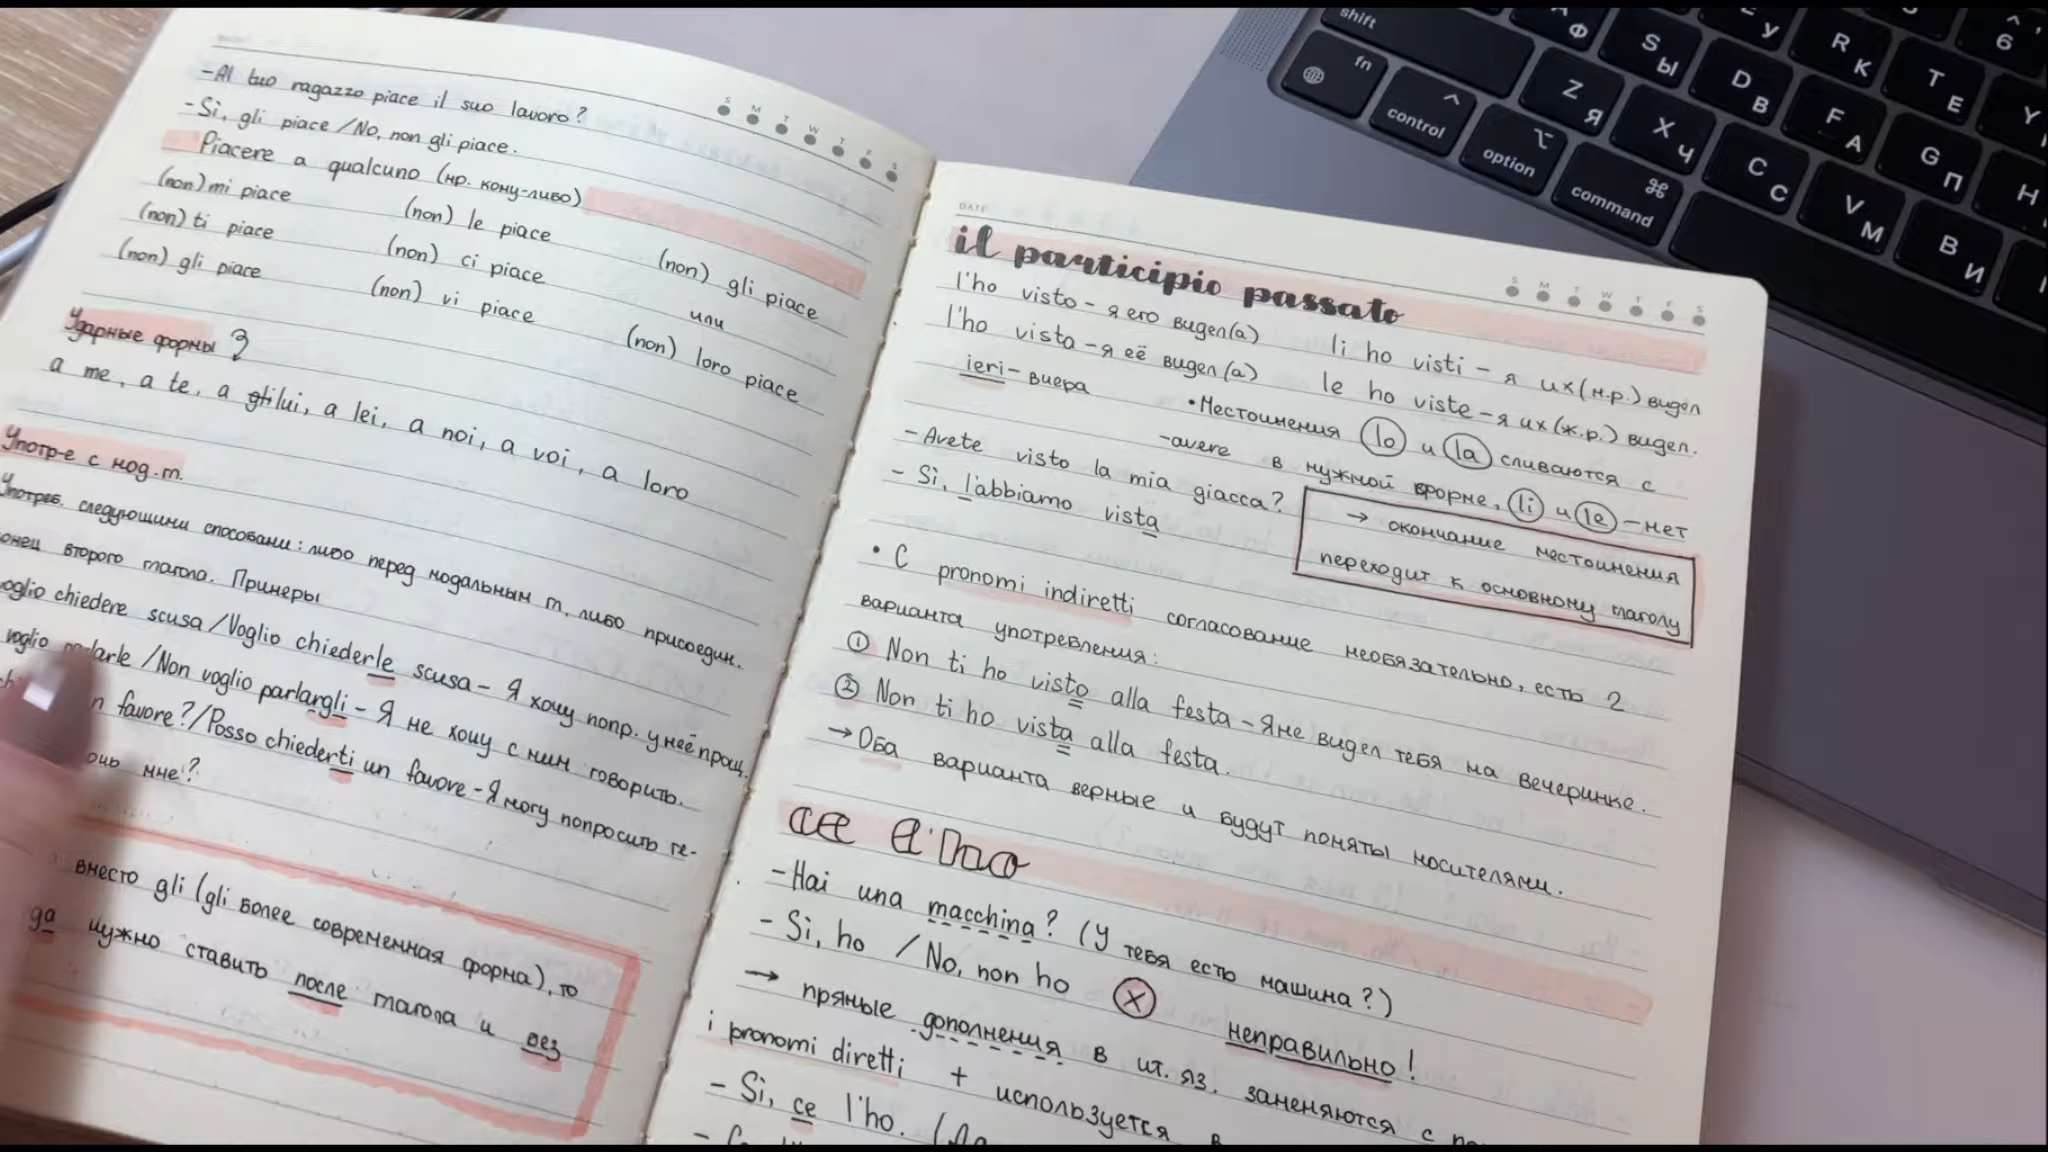 -Al tuo ragazzo piace il suo lavoro?
-Sì, gli piace /No, non gli piace.
Piacere a qualcuno (нр. кому-либо)
(non) mi piace (non) le piace (non) gli piace
(non) ti piace (non) ci piace или
(non) gli piace (non) vi piace (non) loro piace
Ударные формы
a me, a te, a lui, a lei, a noi, a voi, a loro
Употр-е с мод. гл.
Употреб. следующими способами: либо перед модальным гл. либо присоедин.
второго глагола. Примеры
voglio chiedere scusa/Voglio chiederle scusa – Я хочу попр. у неё прощ.
voglio /Non voglio parlargli – Я не хочу с ним говорить.
favore?/Posso chiederti un favore – Я могу попросить те-
мне?
вместо gli (gli более современная форма), то
нужно ставить после глагола и без
S M T W T F S
DATE
il participio passato
S M T W T F S
l'ho visto – я его видел(а) li ho visti – я их (м.р.) видел
l'ho vista – я её видел(а) le ho viste – я их (ж.р.) видел.
ieri – вчера
•Местоимения lo и la сливаются с
-avere в нужной форме, li и le – нет
→ окончание местоимения
переходит к основному глаголу
- Avete visto la mia giacca?
- Sì, l'abbiamo vista
• С pronomi indiretti согласование необязательно, есть 2
варианта употребления:
① Non ti ho visto alla festa – Я не видел тебя на вечеринке.
② Non ti ho vista alla festa.
→ Оба варианта верные и будут поняты носителями.
ce l'ho
- Hai una macchina? (У тебя есть машина?)
- Sì, ho / No, non ho X неправильно!
→ прямые дополнения в ит. яз. заменяются с
i pronomi diretti + используется в
- Sì, ce l'ho.
shift
fn
control
option
command
Z Я
X Ч
C С
V М
B И
S Ы
D В
F А
G П
H
Ф
У
R К
T Е
Y
6